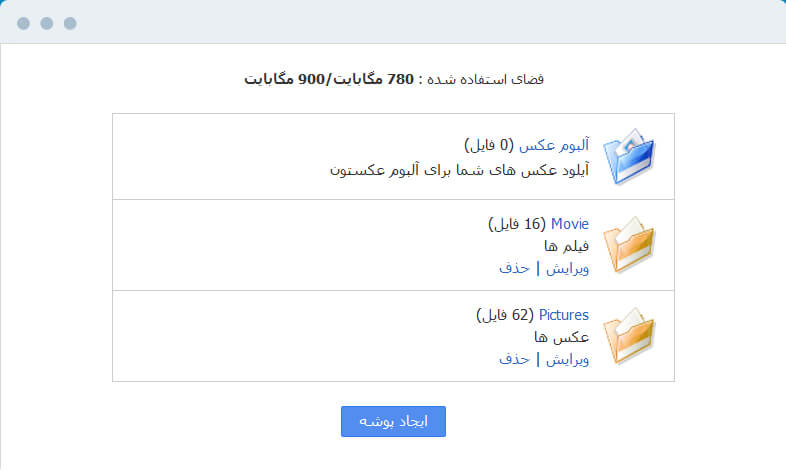 فضای استفاده شده : 780 مگابایت/900 مگابایت
آلبوم عکس (0 فایل)
آپلود عکس های شما برای آلبوم عکستون
Movie (16 فایل)
فیلم ها
ویرایش | حذف
Pictures (62 فایل)
عکس ها
ویرایش | حذف
ایجاد پوشه